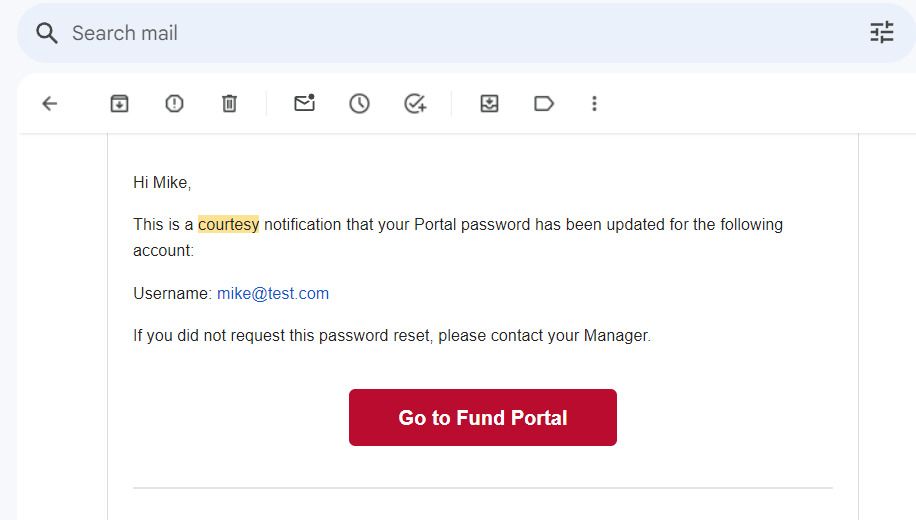 Search mail
Hi Mike,
This is a courtesy notification that your Portal password has been updated for the following
account:
Username: mike@test.com
If you did not request this password reset, please contact your Manager.
Go to Fund Portal